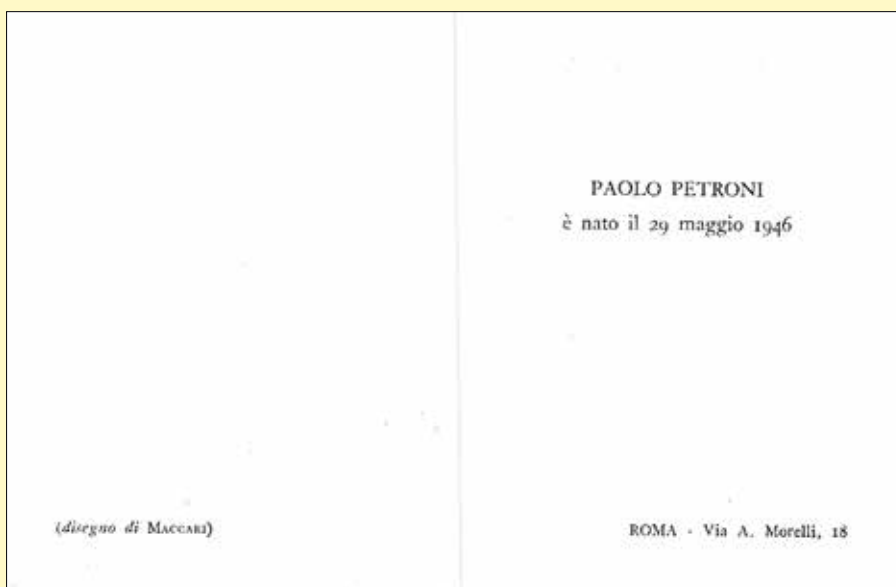 PAOLO PETRONI
è nato il 29 maggio 1946
(disegno di MACCARI)
ROMA - Via A. Morelli, 18